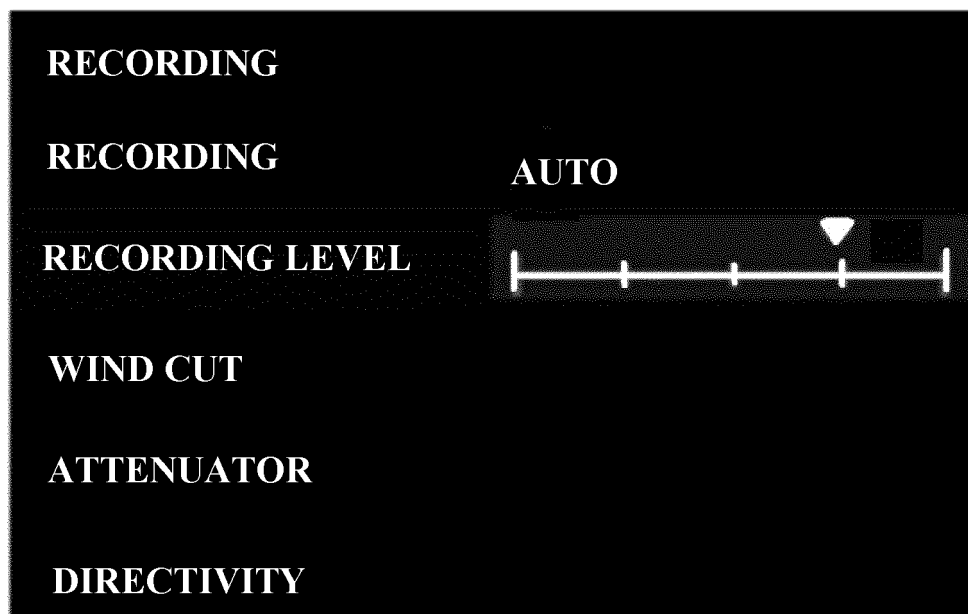 RECORDING
RECORDING
AUTO
RECORDING LEVEL
WIND CUT
ATTENUATOR
DIRECTIVITY